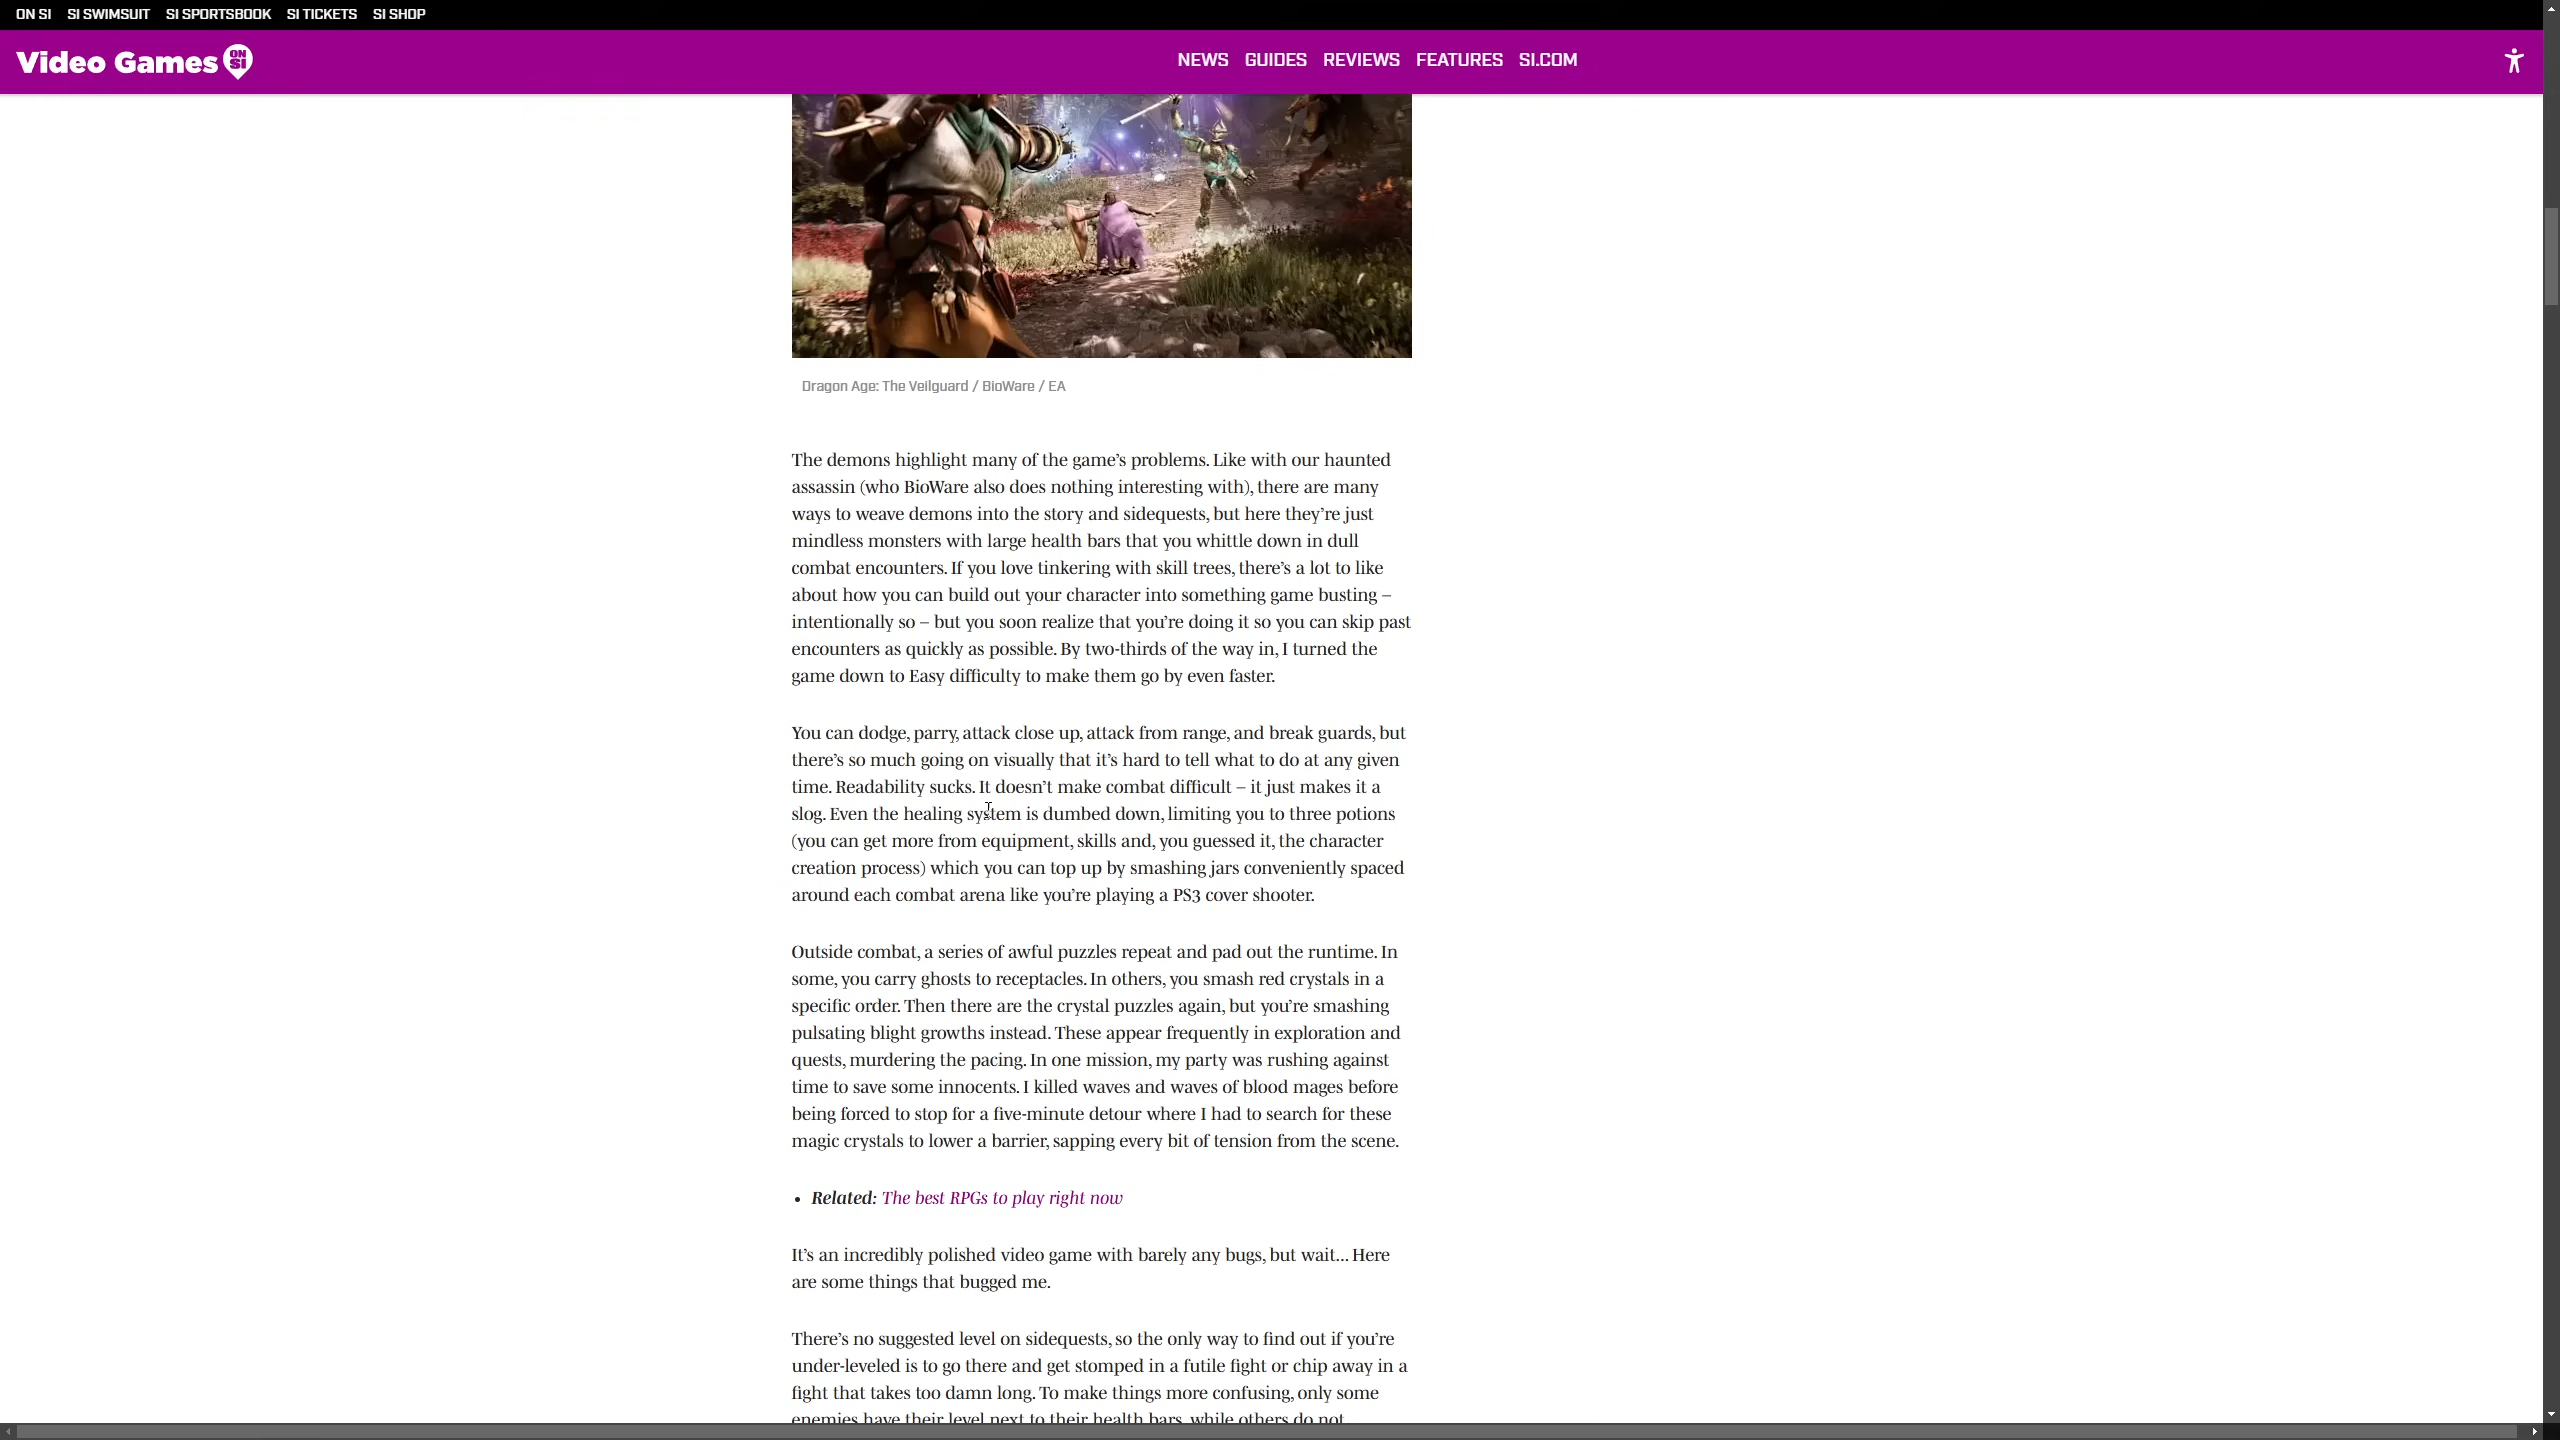 ON SI SI SWIMSUIT SI SPORTSBOOK SI TICKETS SI SHOP
Video Games ON SI
NEWS GUIDES REVIEWS FEATURES SI.COM
Dragon Age: The Veilguard / BioWare / EA
The demons highlight many of the game’s problems. Like with our haunted
assassin (who BioWare also does nothing interesting with), there are many
ways to weave demons into the story and sidequests, but here they’re just
mindless monsters with large health bars that you whittle down in dull
combat encounters. If you love tinkering with skill trees, there’s a lot to like
about how you can build out your character into something game busting –
intentionally so – but you soon realize that you’re doing it so you can skip past
encounters as quickly as possible. By two-thirds of the way in, I turned the
game down to Easy difficulty to make them go by even faster.
You can dodge, parry, attack close up, attack from range, and break guards, but
there’s so much going on visually that it’s hard to tell what to do at any given
time. Readability sucks. It doesn’t make combat difficult – it just makes it a
slog. Even the healing system is dumbed down, limiting you to three potions
(you can get more from equipment, skills and, you guessed it, the character
creation process) which you can top up by smashing jars conveniently spaced
around each combat arena like you’re playing a PS3 cover shooter.
Outside combat, a series of awful puzzles repeat and pad out the runtime. In
some, you carry ghosts to receptacles. In others, you smash red crystals in a
specific order. Then there are the crystal puzzles again, but you’re smashing
pulsating blight growths instead. These appear frequently in exploration and
quests, murdering the pacing. In one mission, my party was rushing against
time to save some innocents. I killed waves and waves of blood mages before
being forced to stop for a five-minute detour where I had to search for these
magic crystals to lower a barrier, sapping every bit of tension from the scene.
• Related: The best RPGs to play right now
It’s an incredibly polished video game with barely any bugs, but wait... Here
are some things that bugged me.
There’s no suggested level on sidequests, so the only way to find out if you’re
under-leveled is to go there and get stomped in a futile fight or chip away in a
fight that takes too damn long. To make things more confusing, only some
enemies have their level next to their health bars, while others do not.